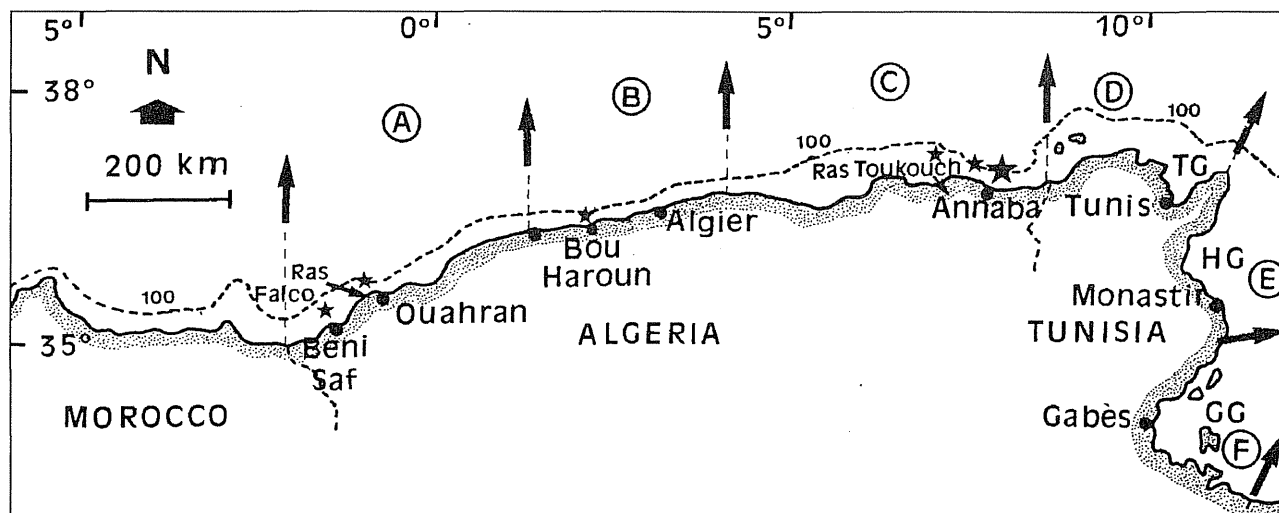 5° 0° 5° 10°
N
38°
A
B
C
D
100
100
200 km
Ras Toukouch
TG
Annaba
Tunis
Algier
Bou
Haroun
HG
E
Ras
Falco
100
Ouahran
Monastir
ALGERIA
TUNISIA
35°
Béni
Saf
MOROCCO
Gabès
GG
F